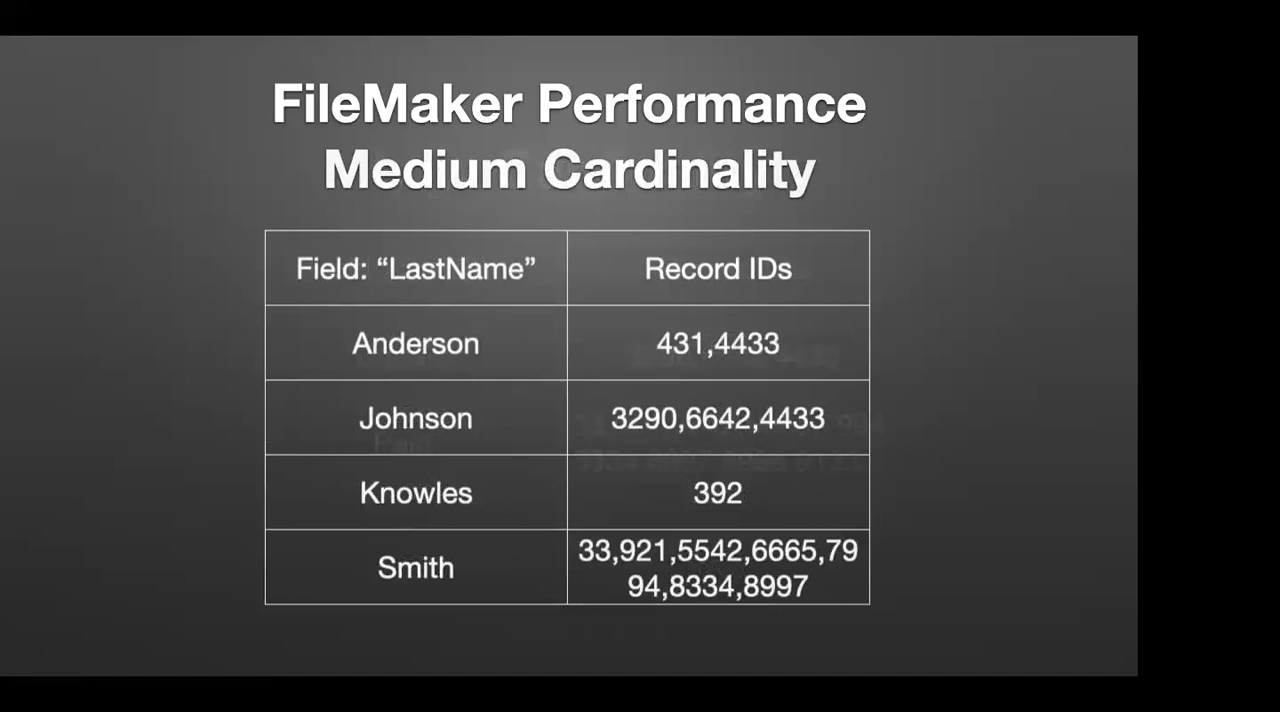 FileMaker Performance
Medium Cardinality
Field: “LastName”
Record IDs
Anderson
431,4433
Johnson
3290,6642,4433
Knowles
392
Smith
33,921,5542,6665,79
94,8334,8997